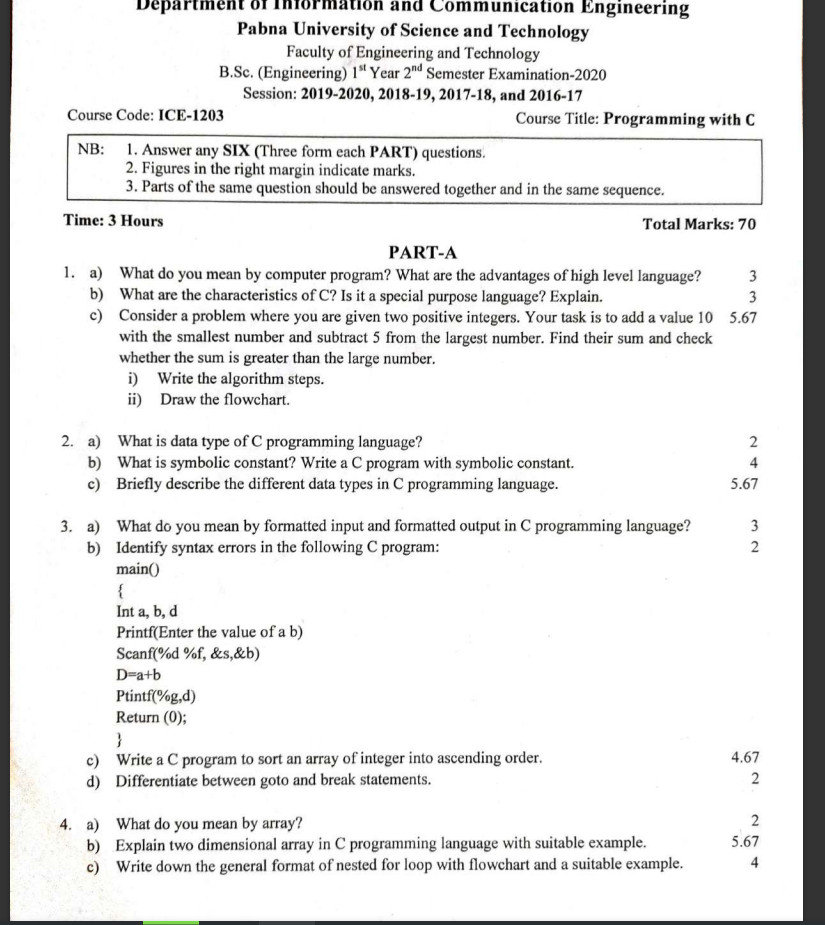 Department of Information and Communication Engineering
Pabna University of Science and Technology
Faculty of Engineering and Technology
B.Sc. (Engineering) 1st Year 2nd Semester Examination-2020
Session: 2019-2020, 2018-19, 2017-18, and 2016-17
Course Code: ICE-1203 Course Title: Programming with C
NB: 1. Answer any SIX (Three form each PART) questions.
2. Figures in the right margin indicate marks.
3. Parts of the same question should be answered together and in the same sequence.
Time: 3 Hours Total Marks: 70
PART-A
1. a) What do you mean by computer program? What are the advantages of high level language? 3
b) What are the characteristics of C? Is it a special purpose language? Explain. 3
c) Consider a problem where you are given two positive integers. Your task is to add a value 10 5.67
with the smallest number and subtract 5 from the largest number. Find their sum and check
whether the sum is greater than the large number.
i) Write the algorithm steps.
ii) Draw the flowchart.
2. a) What is data type of C programming language? 2
b) What is symbolic constant? Write a C program with symbolic constant. 4
c) Briefly describe the different data types in C programming language. 5.67
3. a) What do you mean by formatted input and formatted output in C programming language? 3
b) Identify syntax errors in the following C program: 2
main()
{
Int a, b, d
Printf(Enter the value of a b)
Scanf(%d %f, &s,&b)
D=a+b
Ptintf(%g,d)
Return (0);
}
c) Write a C program to sort an array of integer into ascending order. 4.67
d) Differentiate between goto and break statements. 2
4. a) What do you mean by array? 2
b) Explain two dimensional array in C programming language with suitable example. 5.67
c) Write down the general format of nested for loop with flowchart and a suitable example. 4